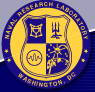 NAVAL RESEARCH LABORATORY
WASHINGTON, DC